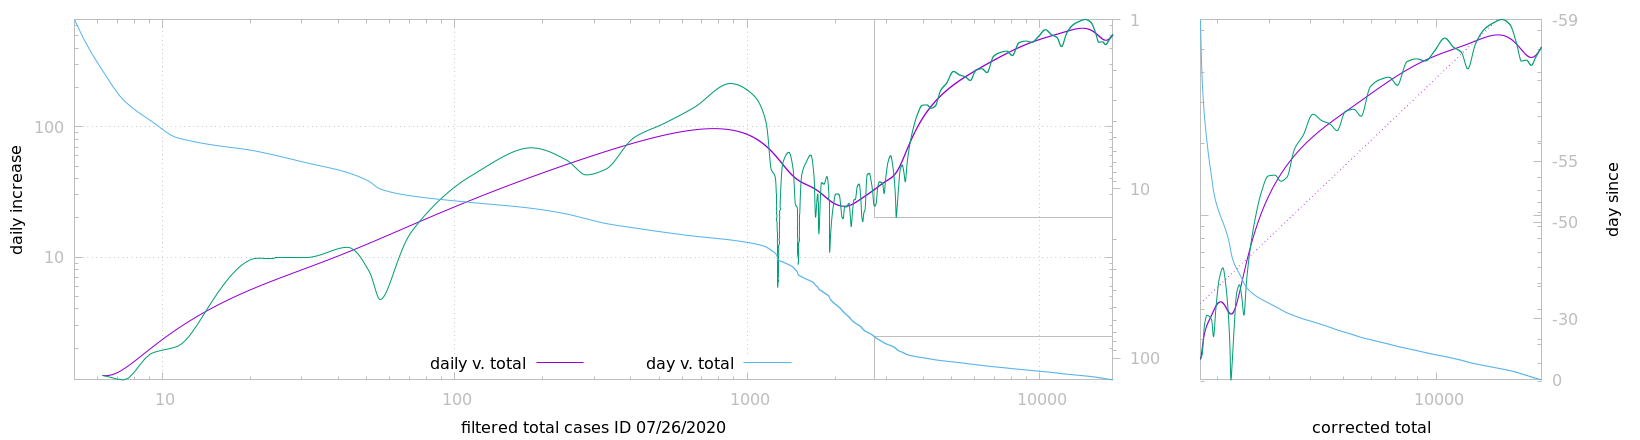 100
10
daily increase
10
100
1000
10000
filtered total cases ID 07/26/2020
daily v. total
day v. total
1
10
100
10000
corrected total
-59
-55
-50
-30
0
day since